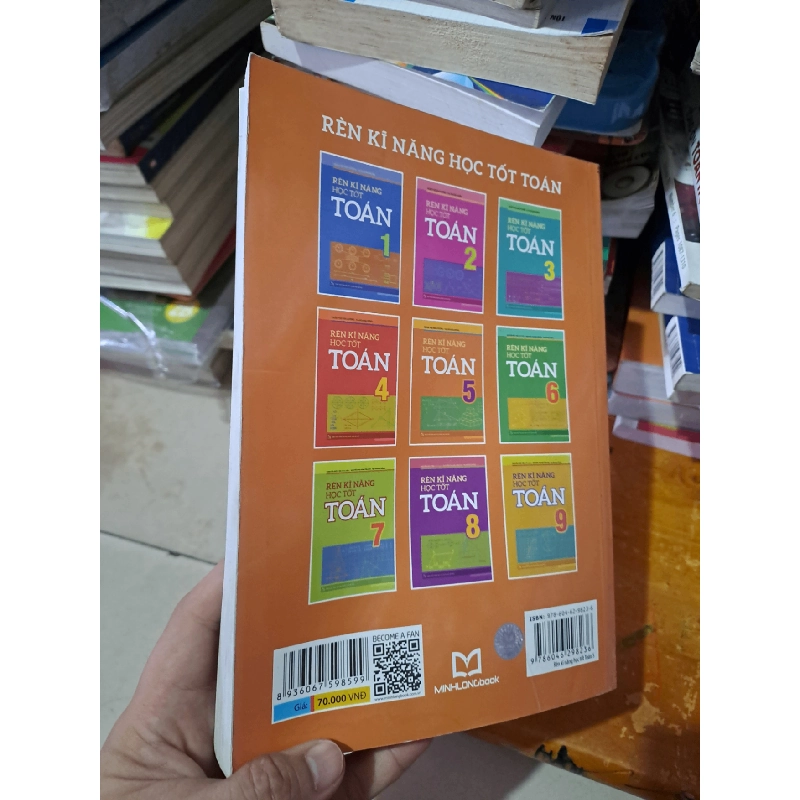 RÈN KĨ NĂNG HỌC TỐT TOÁN
RÈN KĨ NĂNG
HỌC TỐT
TOÁN
1
RÈN KĨ NĂNG
HỌC TỐT
TOÁN
2
RÈN KĨ NĂNG
HỌC TỐT
TOÁN
3
RÈN KĨ NĂNG
HỌC TỐT
TOÁN
4
RÈN KĨ NĂNG
HỌC TỐT
TOÁN
5
RÈN KĨ NĂNG
HỌC TỐT
TOÁN
6
RÈN KĨ NĂNG
HỌC TỐT
TOÁN
7
RÈN KĨ NĂNG
HỌC TỐT
TOÁN
8
RÈN KĨ NĂNG
HỌC TỐT
TOÁN
9
8 936067 598599
Giá: 70.000 VNĐ
BECOME A FAN
MINHLONGbook